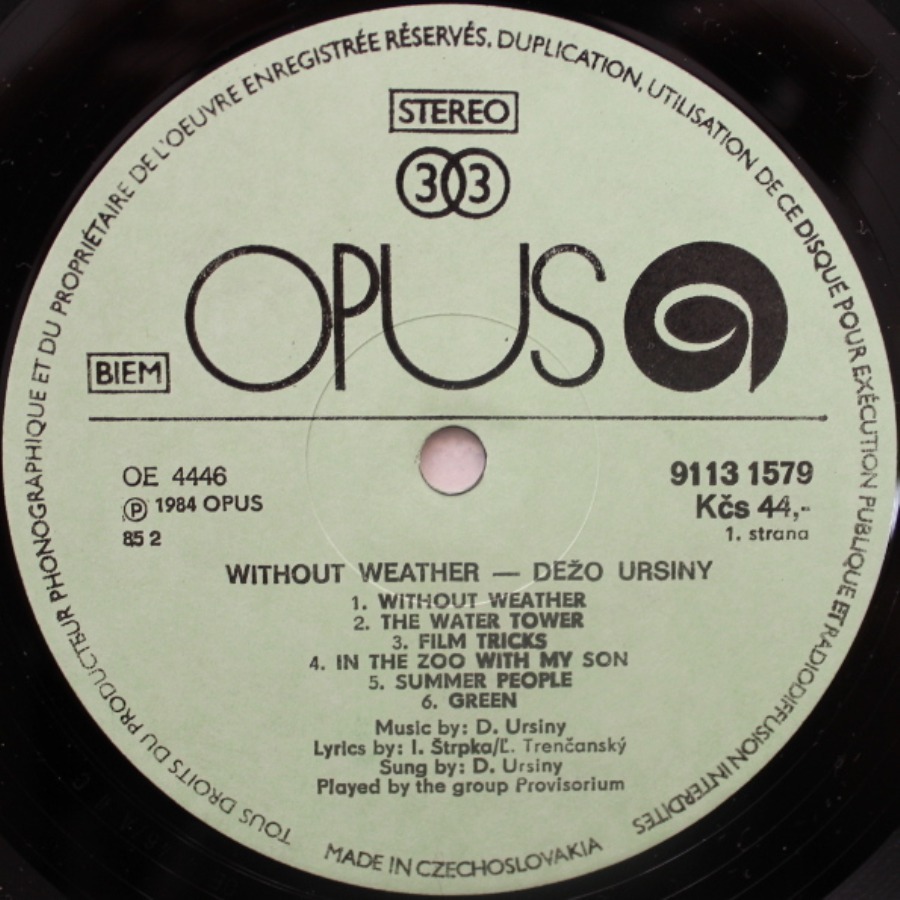 TOUS DROITS DU PRODUCTEUR PHONOGRAPHIQUE ET DU PROPRIÉTAIRE DE L'OEUVRE ENREGISTRÉE RÉSERVÉS. DUPLICATION, UTILISATION DE CE DISQUE POUR EXÉCUTION PUBLIQUE ET RADIODIFFUSION INTERDITES
STEREO
33
OPUS
BIEM
OE 4446
℗ 1984 OPUS
85 2
9113 1579
Kčs 44,-
1. strana
WITHOUT WEATHER — DEŽO URSINY
1. WITHOUT WEATHER
2. THE WATER TOWER
3. FILM TRICKS
4. IN THE ZOO WITH MY SON
5. SUMMER PEOPLE
6. GREEN
Music by: D. Ursiny
Lyrics by: I. Štrpka/Ľ. Trenčanský
Sung by: D. Ursiny
Played by the group Provisorium
MADE IN CZECHOSLOVAKIA